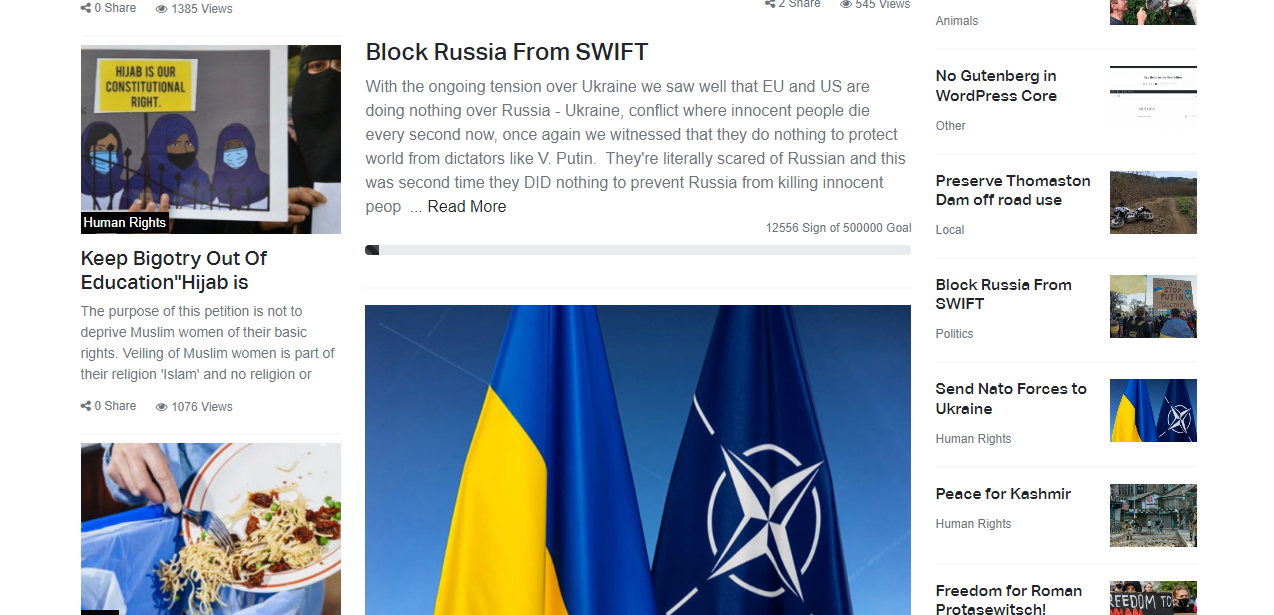 0 Share 1385 Views
HIJAB IS OUR
CONSTITUTIONAL
RIGHT.
Human Rights
Keep Bigotry Out Of
Education"Hijab is
The purpose of this petition is not to
deprive Muslim women of their basic
rights. Veiling of Muslim women is part of
their religion 'Islam' and no religion or
0 Share 1076 Views
2 Share 545 Views
Block Russia From SWIFT
With the ongoing tension over Ukraine we saw well that EU and US are
doing nothing over Russia - Ukraine, conflict where innocent people die
every second now, once again we witnessed that they do nothing to protect
world from dictators like V. Putin.  They're literally scared of Russian and this
was second time they DID nothing to prevent Russia from killing innocent
peop ... Read More
12556 Sign of 500000 Goal
Animals
No Gutenberg in
WordPress Core
Other
Preserve Thomaston
Dam off road use
Local
Block Russia From
SWIFT
Politics
STOP
PUTIN
TOGETHER
Send Nato Forces to
Ukraine
Human Rights
Peace for Kashmir
Human Rights
Freedom for Roman
Protasewitsch!
FREEDOM TO